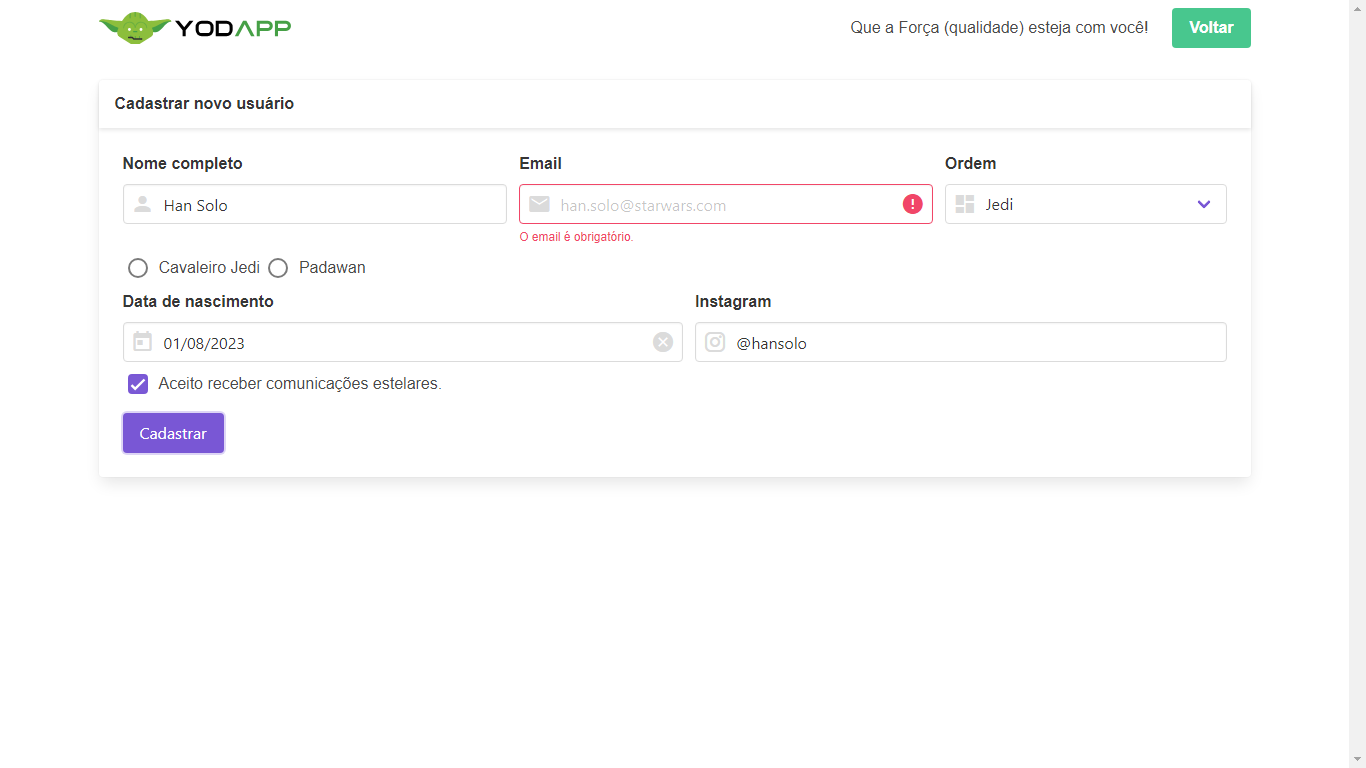 YODAPP
Que a Força (qualidade) esteja com você!
Voltar
Cadastrar novo usuário
Nome completo
Email
Ordem
Han Solo
han.solo@starwars.com
Jedi
O email é obrigatório.
Cavaleiro Jedi
Padawan
Data de nascimento
Instagram
01/08/2023
@hansolo
Aceito receber comunicações estelares.
Cadastrar